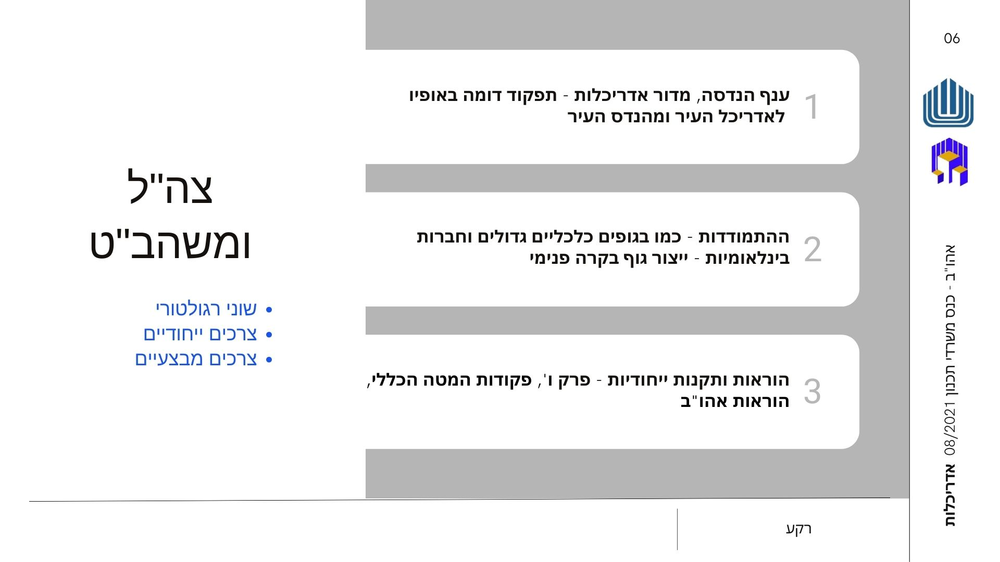 06
צה"ל
ומשהב"ט
• שוני רגולטורי
• צרכים ייחודיים
• צרכים מבצעיים
1
ענף הנדסה, מדור אדריכלות - תפקוד דומה באופיו
לאדריכל העיר ומהנדס העיר
2
ההתמודדות - כמו בגופים כלכליים גדולים וחברות
בינלאומיות - ייצור גוף בקרה פנימי
3
הוראות ותקנות ייחודיות - פרק ו', פקודות המטה הכללי,
הוראות אהו"ב
אהו"ב - כנס משרדי תכנון 08/2021 אדריכלות
רקע